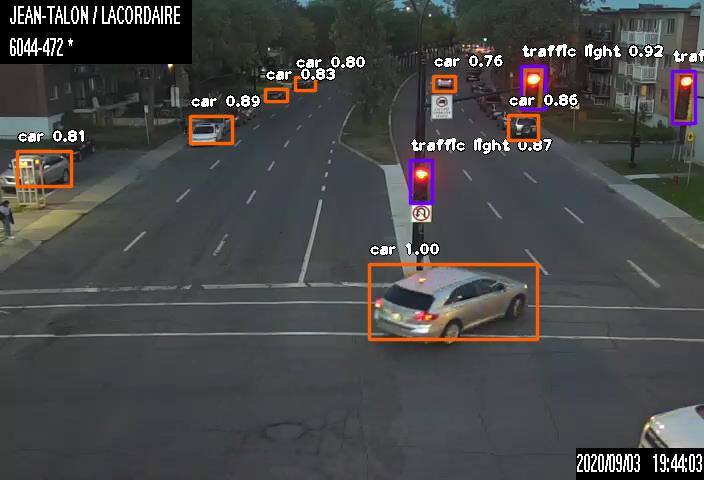 JEAN-TALON / LACORDAIRE
6044-472 *
car 0.80
car 0.83
car 0.76
traffic light 0.92
traf
car 0.89
car 0.86
car 0.81
traffic light 0.87
car 1.00
2020/09/03 19:44:03